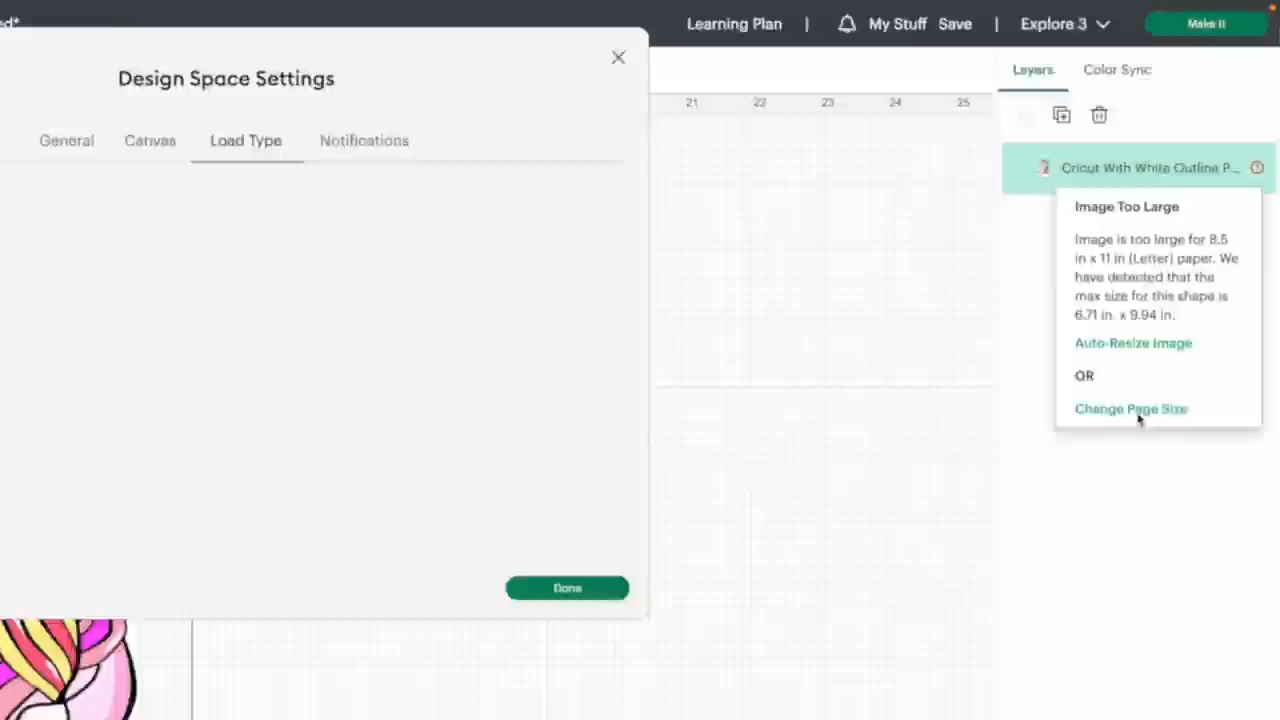 ed*
Learning Plan | My Stuff Save | Explore 3 Make It
Design Space Settings
General Canvas Load Type Notifications
21 22 23 24 25
Layers Color Sync
Cricut With White Outline P...
Image Too Large
Image is too large for 8.5
in x 11 in (Letter) paper. We
have detected that the
max size for this shape is
6.71 in. x 9.94 in.
Auto-Resize Image
OR
Change Page Size
Done